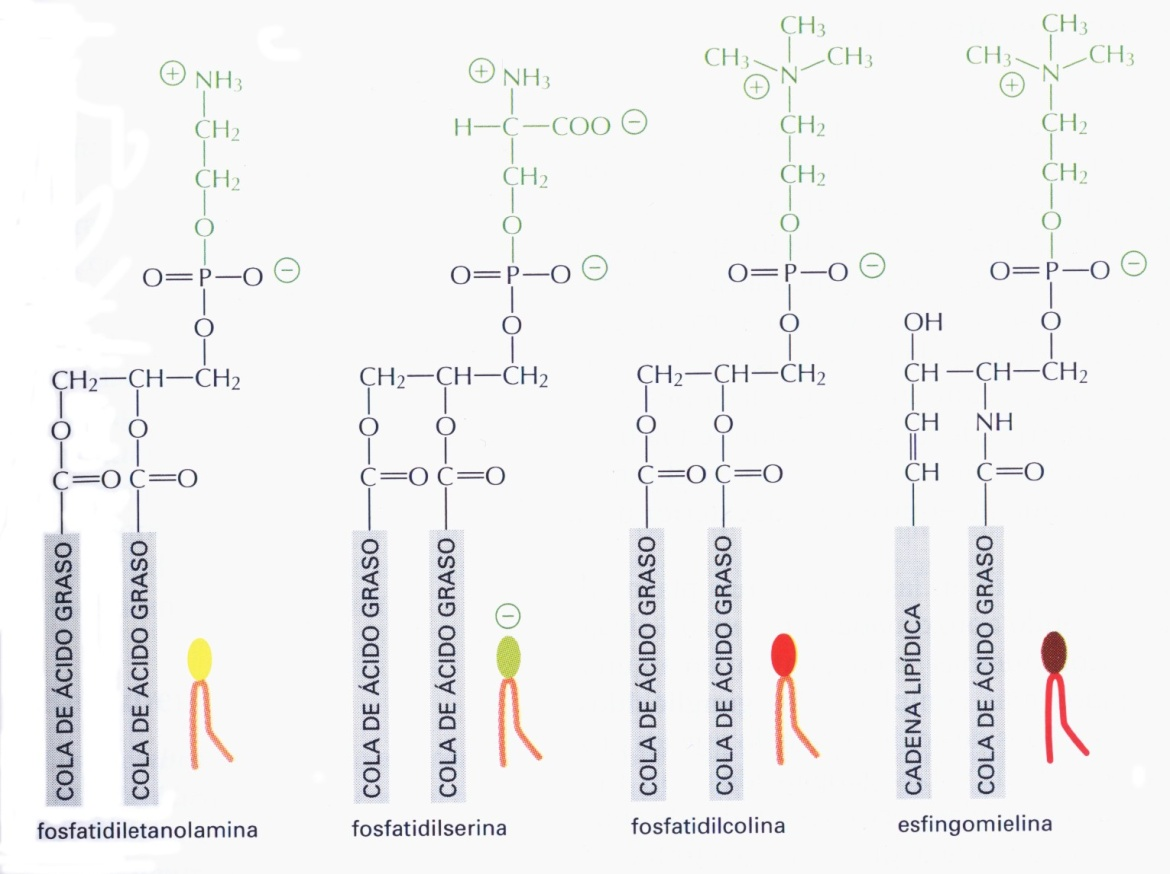 ⊕ NH3
CH2
CH2
O
O=P—O ⊖
O
CH2—CH—CH2
O O
C=O C=O
COLA DE ÁCIDO GRASO
COLA DE ÁCIDO GRASO
fosfatidiletanolamina
⊕ NH3
H—C—COO ⊖
CH2
O
O=P—O ⊖
O
CH2—CH—CH2
O O
C=O C=O
COLA DE ÁCIDO GRASO
COLA DE ÁCIDO GRASO
⊖
fosfatidilserina
CH3
CH3 N CH3
⊕
CH2
CH2
O
O=P—O ⊖
O
CH2—CH—CH2
O O
C=O C=O
COLA DE ÁCIDO GRASO
COLA DE ÁCIDO GRASO
fosfatidilcolina
CH3
CH3 N CH3
⊕
CH2
CH2
O
O=P—O ⊖
OH O
CH—CH—CH2
CH NH
CH C=O
CADENA LIPÍDICA
COLA DE ÁCIDO GRASO
esfingomielina